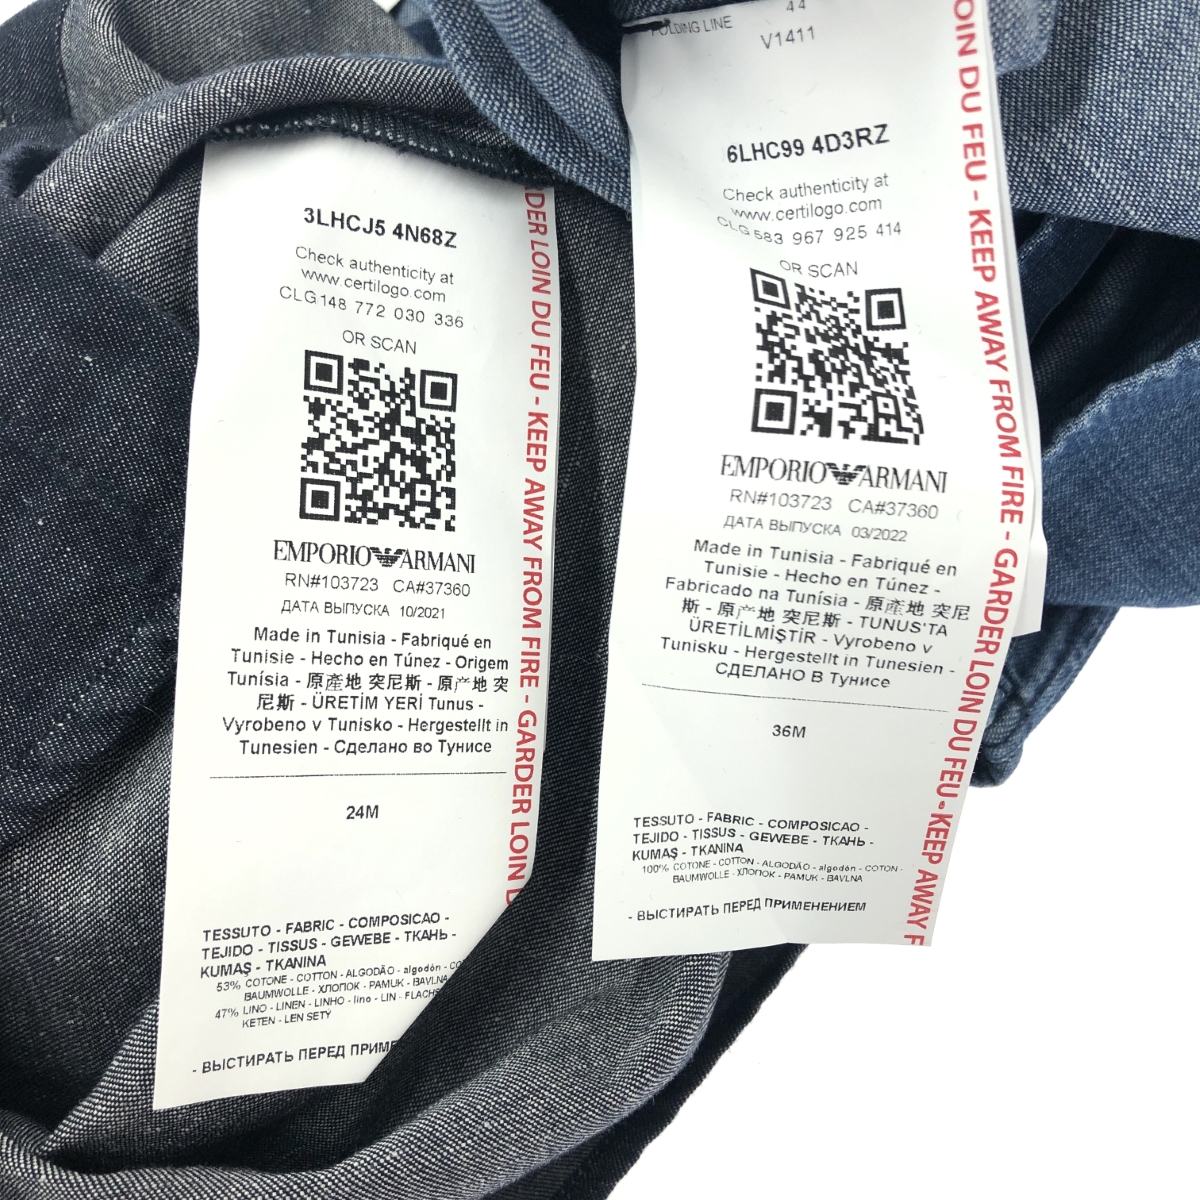 3LHCJ5 4N68Z
Check authenticity at
www.certilogo.com
CLG 148 772 030 336
OR SCAN
EMPORIO ARMANI
RN#103723 CA#37360
ДАТА ВЫПУСКА 10/2021
Made in Tunisia - Fabriqué en
Tunisie - Hecho en Túnez - Origem
Tunísia - 原產地 突尼斯 - 原产地 突
尼斯 - ÜRETİM YERİ Tunus -
Vyrobeno v Tunisko - Hergestellt in
Tunesien - Сделано во Тунисе
24M
TESSUTO - FABRIC - COMPOSICAO -
TEJIDO - TISSUS - GEWEBE - ТКАНЬ -
KUMAŞ - TKANINA
53% COTONE - COTTON - ALGODÃO - algodón - CO
BAUMWOLLE - ХЛОПОК - PAMUK - BAVLNA
47% LINO - LINEN - LINHO - lino - LIN - FLACHS
KETEN - LEN SETÝ
- ВЫСТИРАТЬ ПЕРЕД ПРИМЕ
DER LOIN DU FEU - KEEP AWAY FROM FIRE - GARDER LOIN D
FOLDING LINE
44
V1411
6LHC99 4D3RZ
Check authenticity at
www.certilogo.com
CLG 583 967 925 414
OR SCAN
EMPORIO ARMANI
RN#103723 CA#37360
ДАТА ВЫПУСКА 03/2022
Made in Tunisia - Fabriqué en
Tunisie - Hecho en Túnez -
Fabricado na Tunísia - 原產地 突尼
斯 - 原产地 突尼斯 - TUNUS'TA
ÜRETİLMİŞTİR - Vyrobeno v
Tunisku - Hergestellt in Tunesien -
СДЕЛАНО В Тунисе
36M
TESSUTO - FABRIC - COMPOSICAO -
TEJIDO - TISSUS - GEWEBE - ТКАНЬ -
KUMAŞ - TKANINA
100% COTONE - COTTON - ALGODÃO - algodón - COTON -
BAUMWOLLE - ХЛОПОК - PAMUK - BAVLNA
- ВЫСТИРАТЬ ПЕРЕД ПРИМЕНЕНИЕМ
OIN DU FEU - KEEP AWAY FROM FIRE - GARDER LOIN DU FEU - KEEP AWAY F